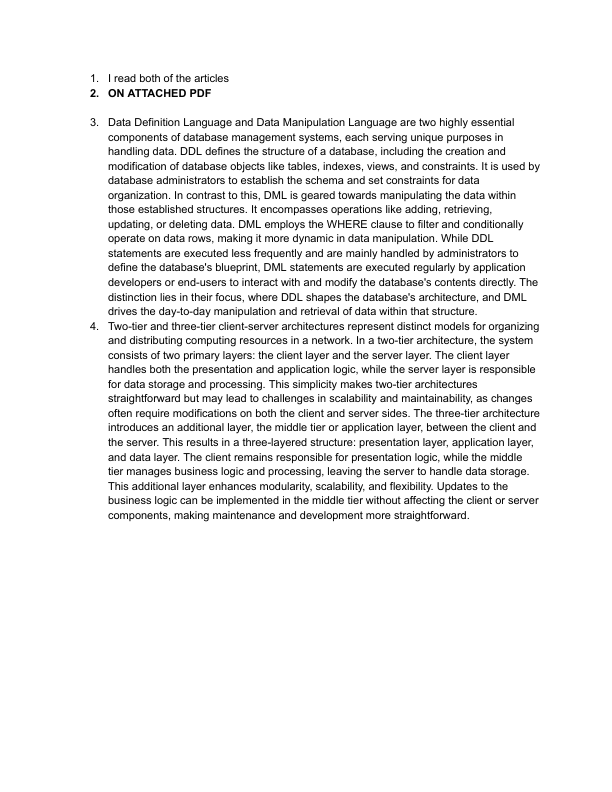 1. I read both of the articles
2. ON ATTACHED PDF
3. Data Definition Language and Data Manipulation Language are two highly essential
components of database management systems, each serving unique purposes in
handling data. DDL defines the structure of a database, including the creation and
modification of database objects like tables, indexes, views, and constraints. It is used by
database administrators to establish the schema and set constraints for data
organization. In contrast to this, DML is geared towards manipulating the data within
those established structures. It encompasses operations like adding, retrieving,
updating, or deleting data. DML employs the WHERE clause to filter and conditionally
operate on data rows, making it more dynamic in data manipulation. While DDL
statements are executed less frequently and are mainly handled by administrators to
define the database's blueprint, DML statements are executed regularly by application
developers or end-users to interact with and modify the database's contents directly. The
distinction lies in their focus, where DDL shapes the database's architecture, and DML
drives the day-to-day manipulation and retrieval of data within that structure.
4. Two-tier and three-tier client-server architectures represent distinct models for organizing
and distributing computing resources in a network. In a two-tier architecture, the system
consists of two primary layers: the client layer and the server layer. The client layer
handles both the presentation and application logic, while the server layer is responsible
for data storage and processing. This simplicity makes two-tier architectures
straightforward but may lead to challenges in scalability and maintainability, as changes
often require modifications on both the client and server sides. The three-tier architecture
introduces an additional layer, the middle tier or application layer, between the client and
the server. This results in a three-layered structure: presentation layer, application layer,
and data layer. The client remains responsible for presentation logic, while the middle
tier manages business logic and processing, leaving the server to handle data storage.
This additional layer enhances modularity, scalability, and flexibility. Updates to the
business logic can be implemented in the middle tier without affecting the client or server
components, making maintenance and development more straightforward.